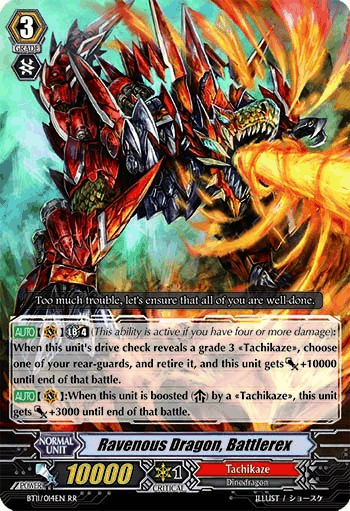 3
GRADE
Too much trouble, let's ensure that all of you are well done.
AUTO [ ] LB 4 (This ability is active if you have four or more damage):
When this unit's drive check reveals a grade 3 «Tachikaze», choose
one of your rear-guards, and retire it, and this unit gets +10000
until end of that battle.
AUTO [ ]:When this unit is boosted ( ) by a «Tachikaze», this unit
gets +3000 until end of that battle.
NORMAL
UNIT
Ravenous Dragon, Battlerex
POWER
10000
1
CRITICAL
Tachikaze
Dinodragon
BT11/014EN RR
ILLUST / ショースケ